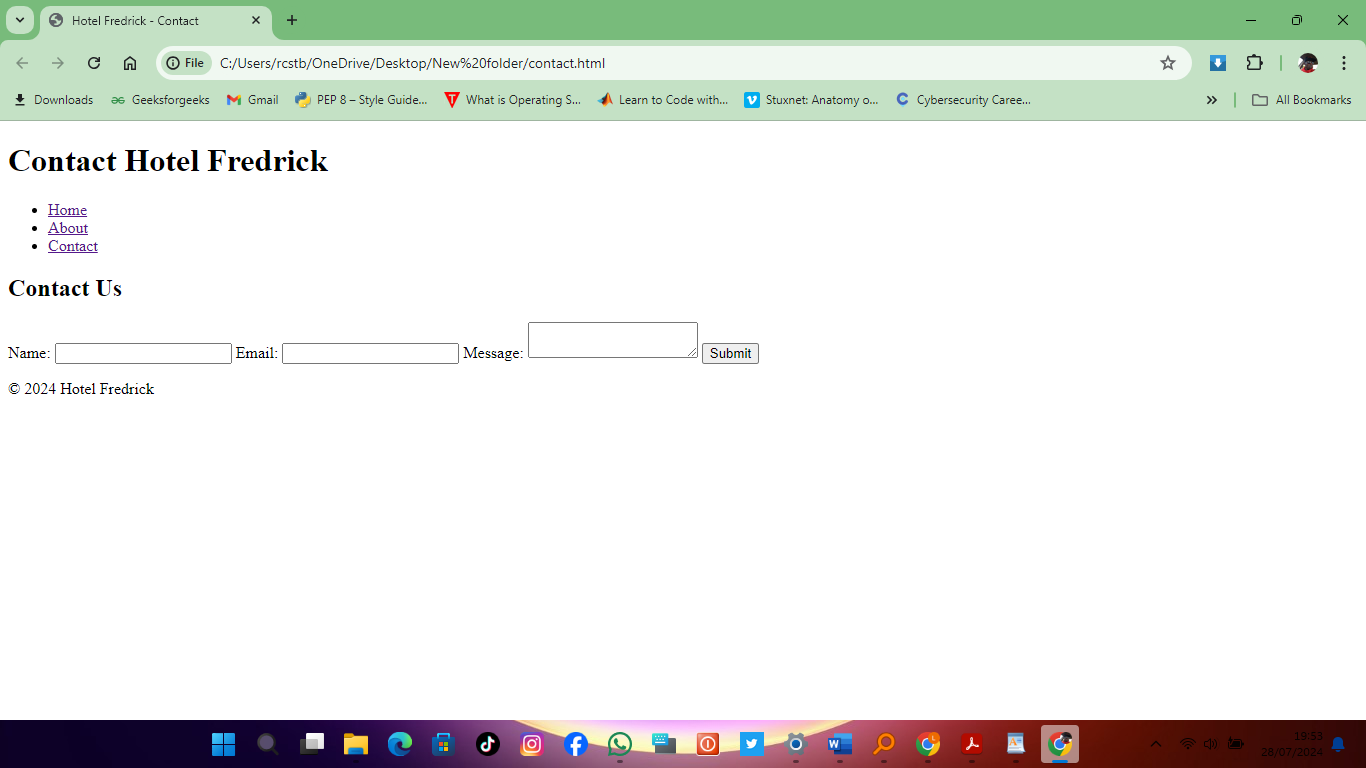 Hotel Fredrick - Contact
File C:/Users/rcstb/OneDrive/Desktop/New%20folder/contact.html
Downloads Geeksforgeeks Gmail PEP 8 – Style Guide... What is Operating S... Learn to Code with... Stuxnet: Anatomy o... Cybersecurity Caree... All Bookmarks
Contact Hotel Fredrick
Home
About
Contact
Contact Us
Name: Email: Message: Submit
© 2024 Hotel Fredrick
19:53
28/07/2024